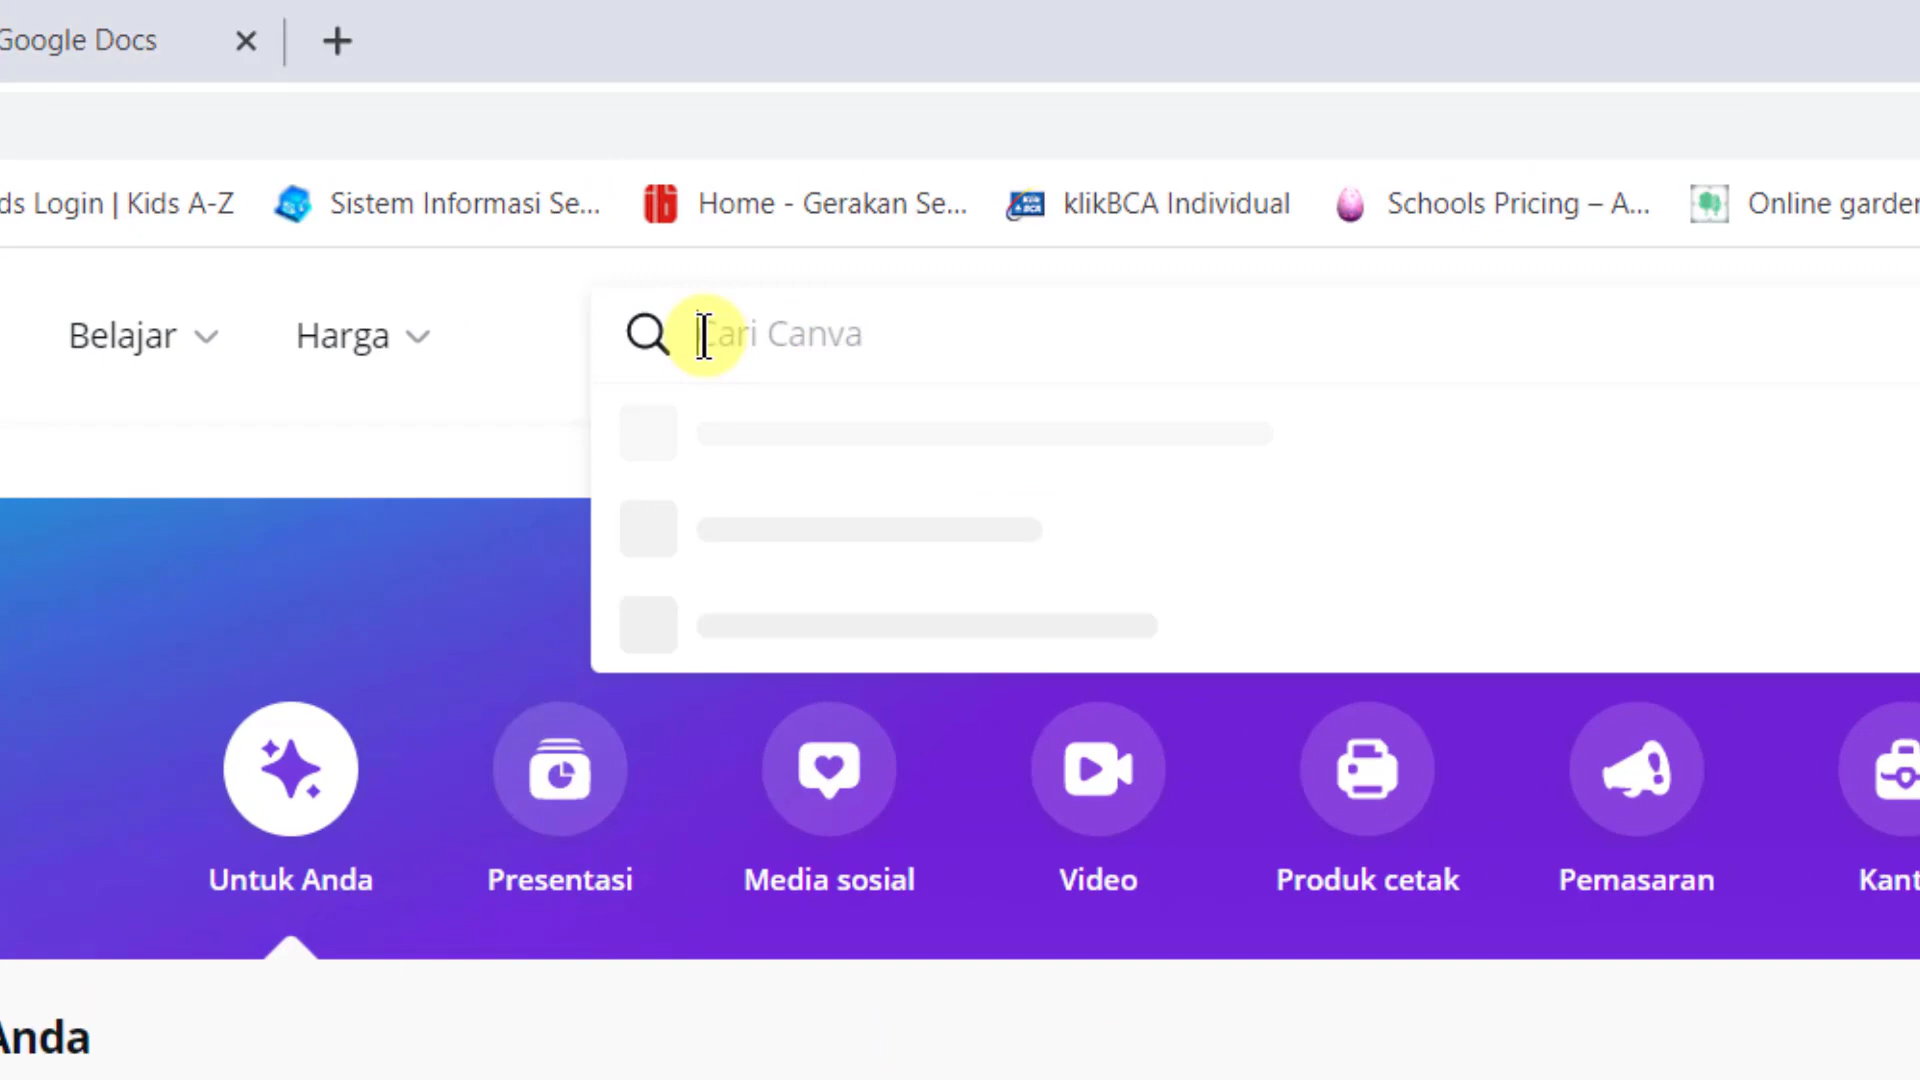 Google Docs
ds Login | Kids A-Z Sistem Informasi Se... Home - Gerakan Se... klikBCA Individual Schools Pricing – A... Online garden
Belajar Harga Cari Canva
Untuk Anda Presentasi Media sosial Video Produk cetak Pemasaran Kant
Anda